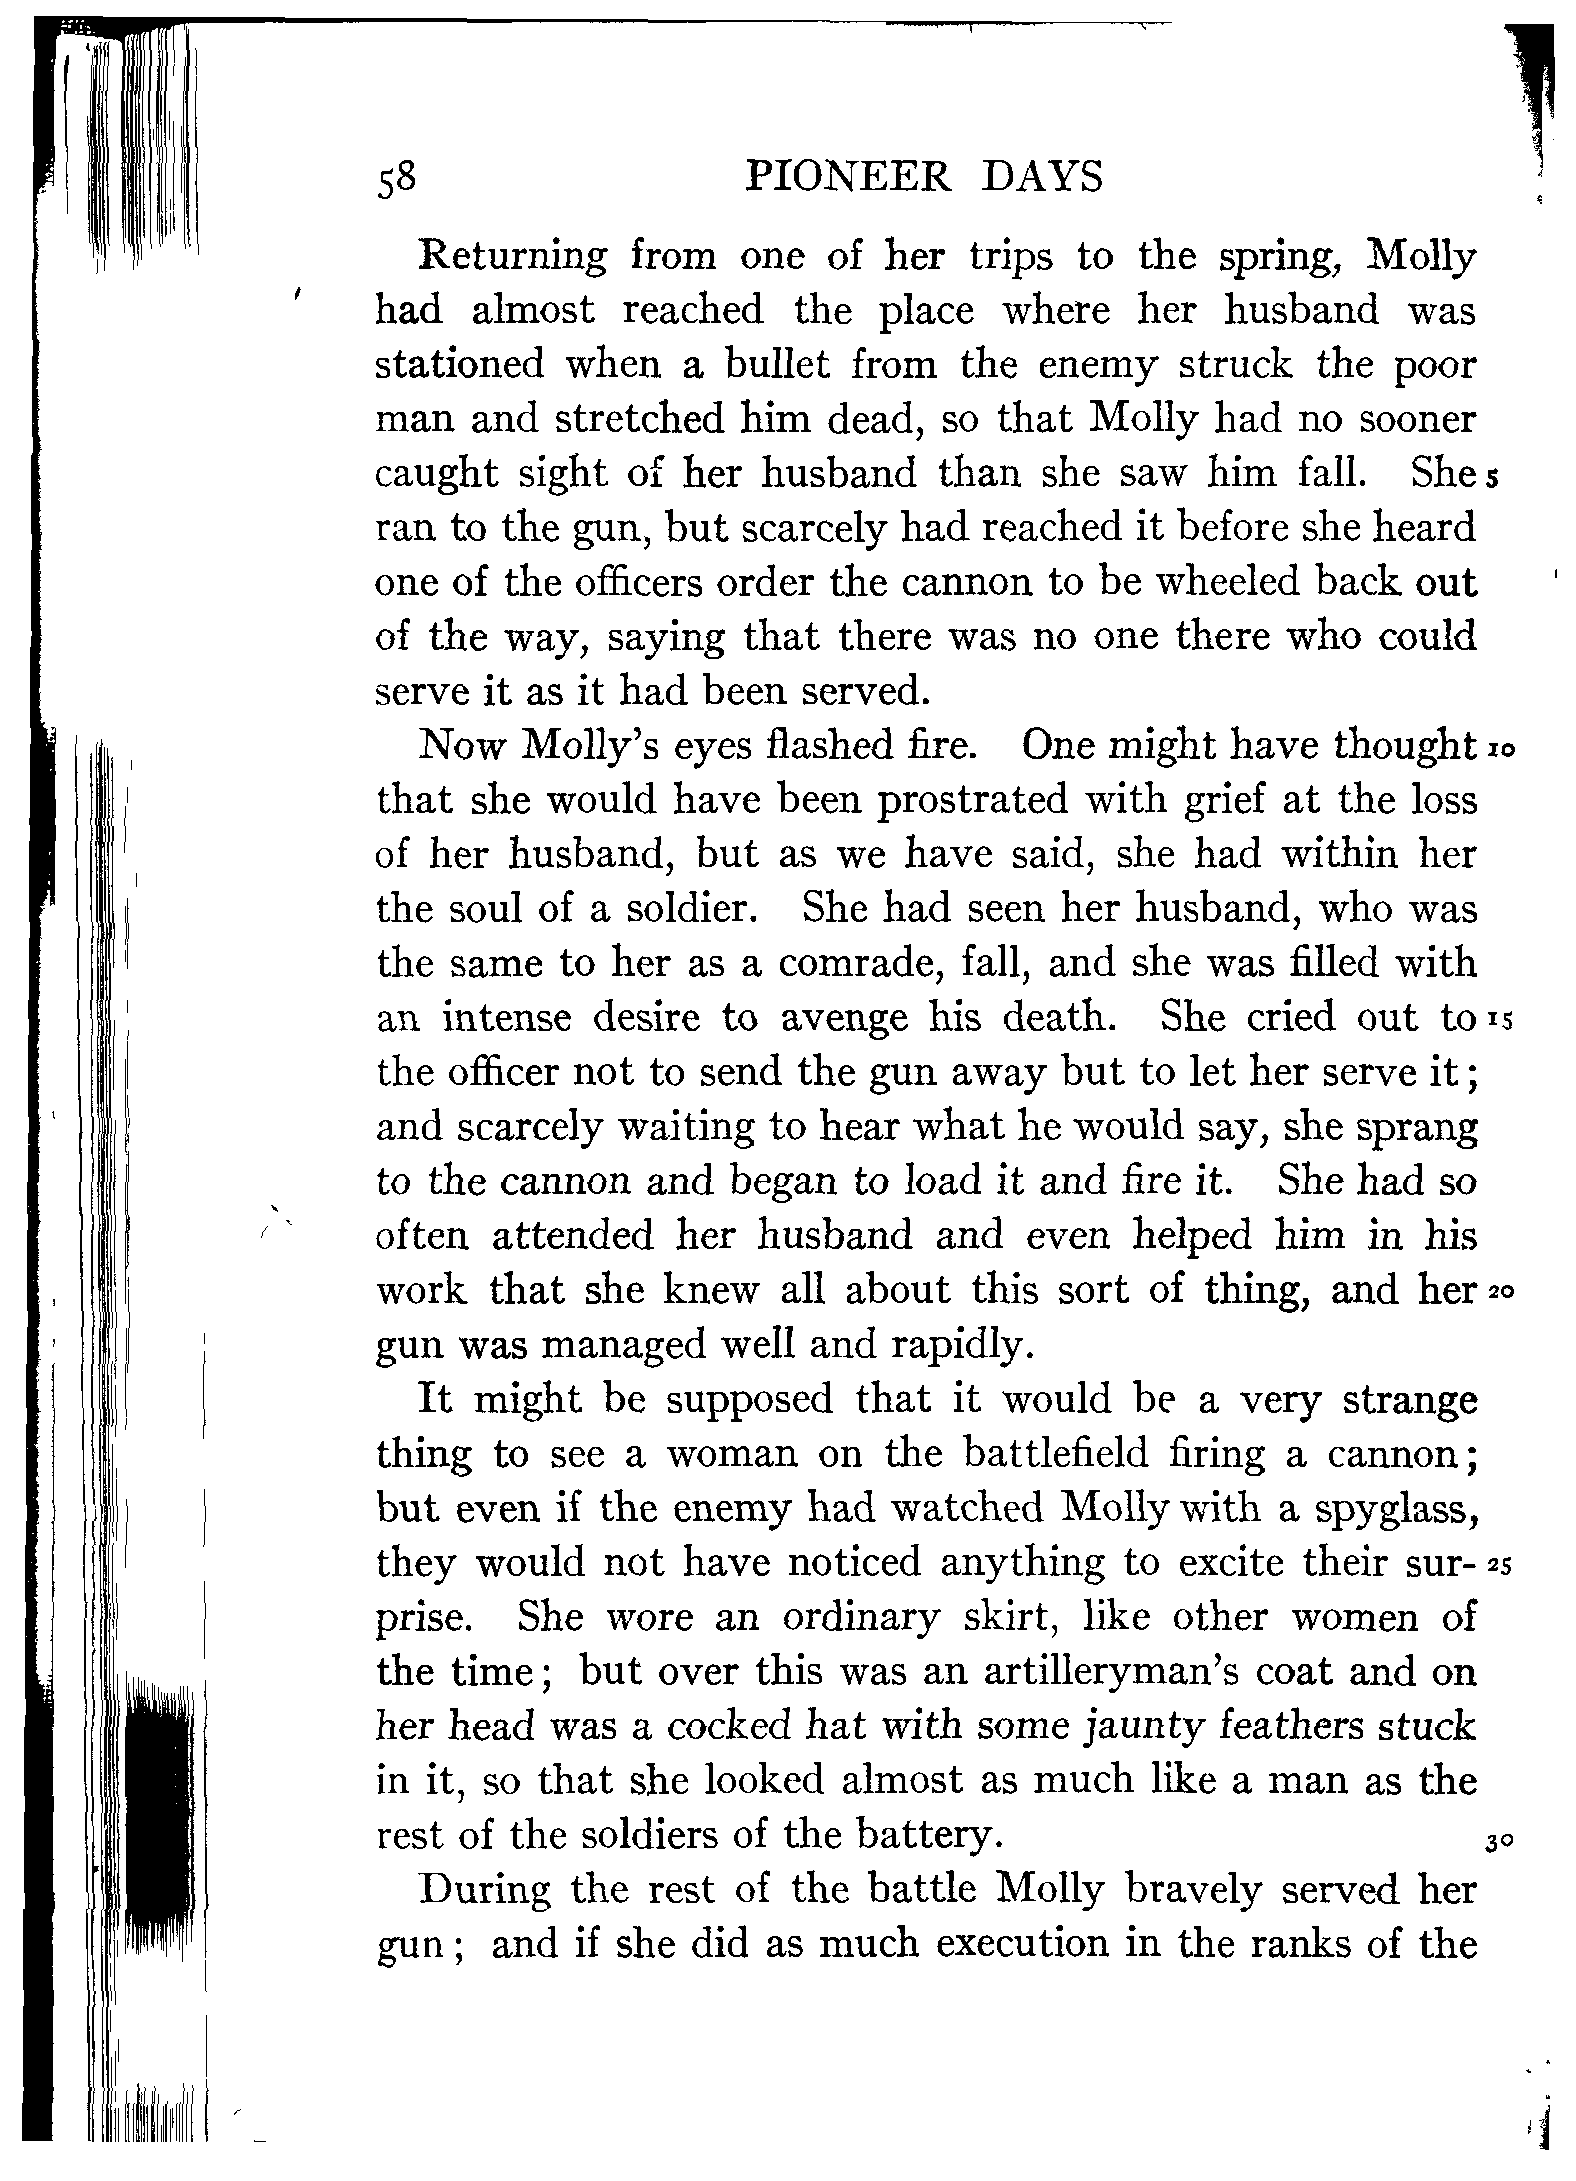 58 PIONEER DAYS
Returning from one of her trips to the spring, Molly
had almost reached the place where her husband was
stationed when a bullet from the enemy struck the poor
man and stretched him dead, so that Molly had no sooner
caught sight of her husband than she saw him fall. She 5
ran to the gun, but scarcely had reached it before she heard
one of the officers order the cannon to be wheeled back out
of the way, saying that there was no one there who could
serve it as it had been served.
Now Molly's eyes flashed fire. One might have thought 10
that she would have been prostrated with grief at the loss
of her husband, but as we have said, she had within her
the soul of a soldier. She had seen her husband, who was
the same to her as a comrade, fall, and she was filled with
an intense desire to avenge his death. She cried out to 15
the officer not to send the gun away but to let her serve it;
and scarcely waiting to hear what he would say, she sprang
to the cannon and began to load it and fire it. She had so
often attended her husband and even helped him in his
work that she knew all about this sort of thing, and her 20
gun was managed well and rapidly.
It might be supposed that it would be a very strange
thing to see a woman on the battlefield firing a cannon;
but even if the enemy had watched Molly with a spyglass,
they would not have noticed anything to excite their sur- 25
prise. She wore an ordinary skirt, like other women of
the time; but over this was an artilleryman's coat and on
her head was a cocked hat with some jaunty feathers stuck
in it, so that she looked almost as much like a man as the
rest of the soldiers of the battery. 30
During the rest of the battle Molly bravely served her
gun; and if she did as much execution in the ranks of the